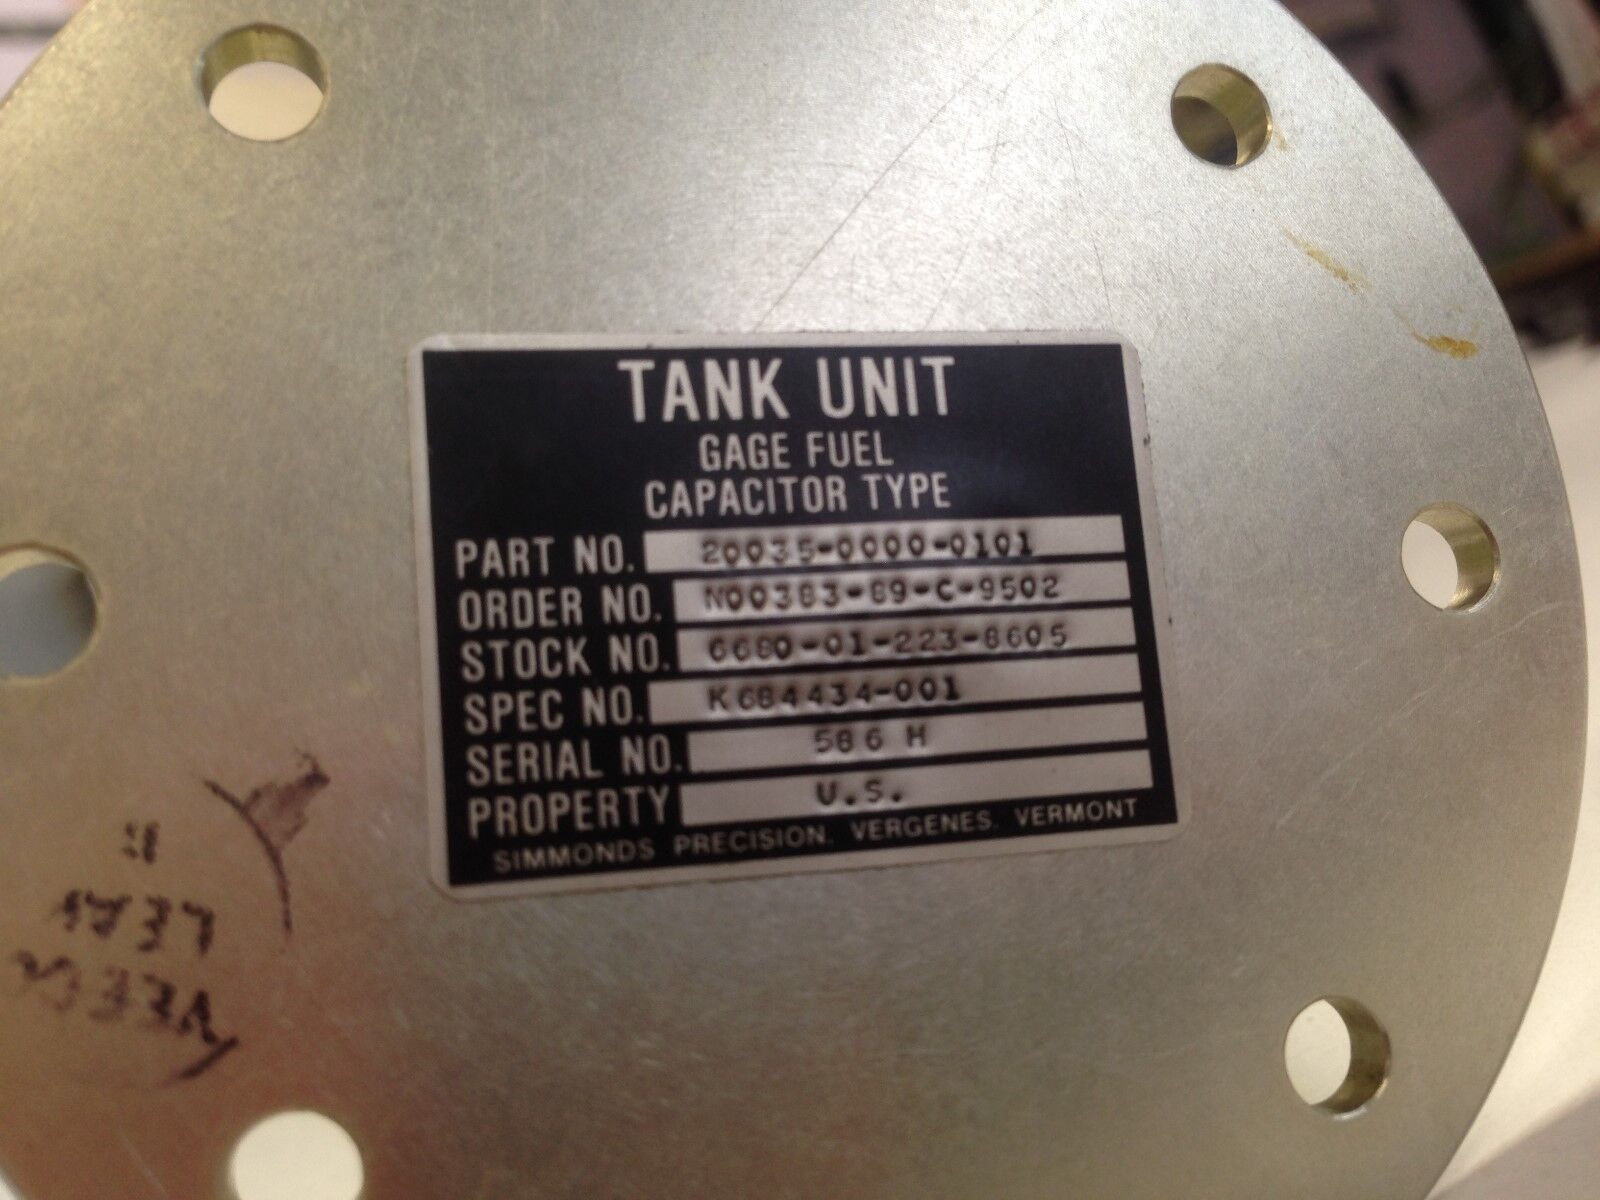 TANK UNIT
GAGE FUEL
CAPACITOR TYPE
PART NO. 20035-0000-0101
ORDER NO. N00383-89-C-9502
STOCK NO. 6680-01-223-8605
SPEC NO. K684434-001
SERIAL NO. 586 H
PROPERTY U.S.
SIMMONDS PRECISION. VERGENES. VERMONT